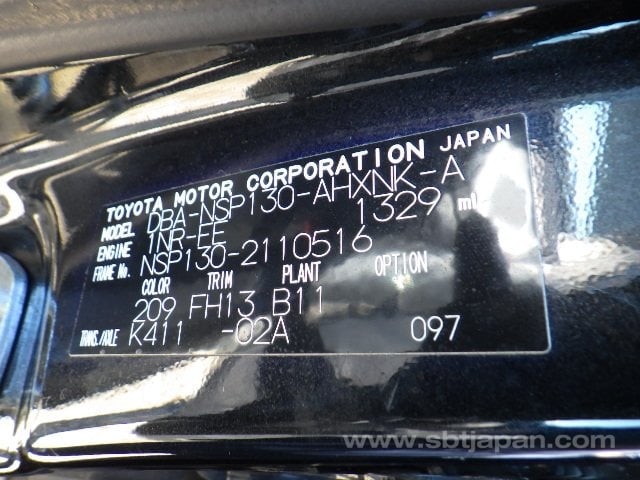 TOYOTA MOTOR CORPORATION JAPAN
MODEL DBA-NSP130-AHXNK-A
ENGINE 1NR-FE 1329 ml
FRAME No. NSP130-2110516
COLOR TRIM PLANT OPTION
209 FH13 B11
TRANS./AXLE K411 -02A 097
www.sbtjapan.com